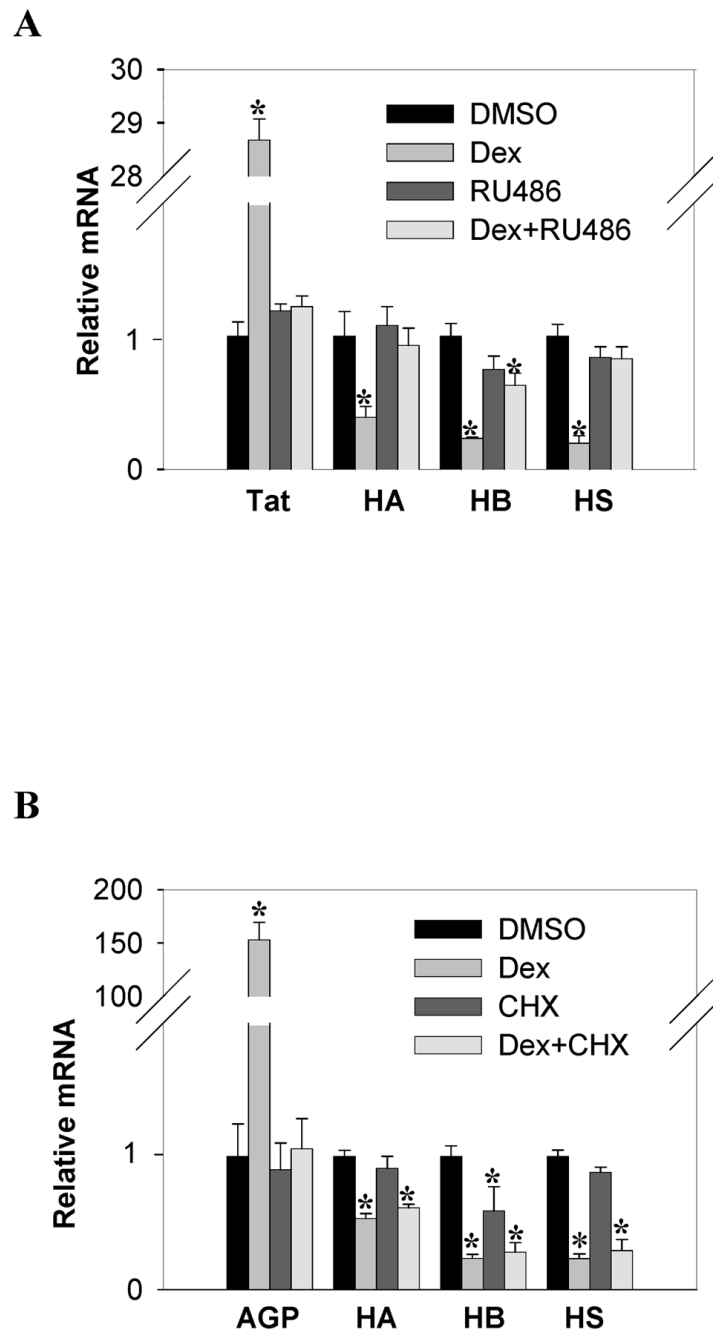 A
30
29
28
1
0
Relative mRNA
*
DMSO
Dex
RU486
Dex+RU486
* * * *
Tat HA HB HS
B
200
150
100
1
0
Relative mRNA
*
DMSO
Dex
CHX
Dex+CHX
* * * * * * *
AGP HA HB HS